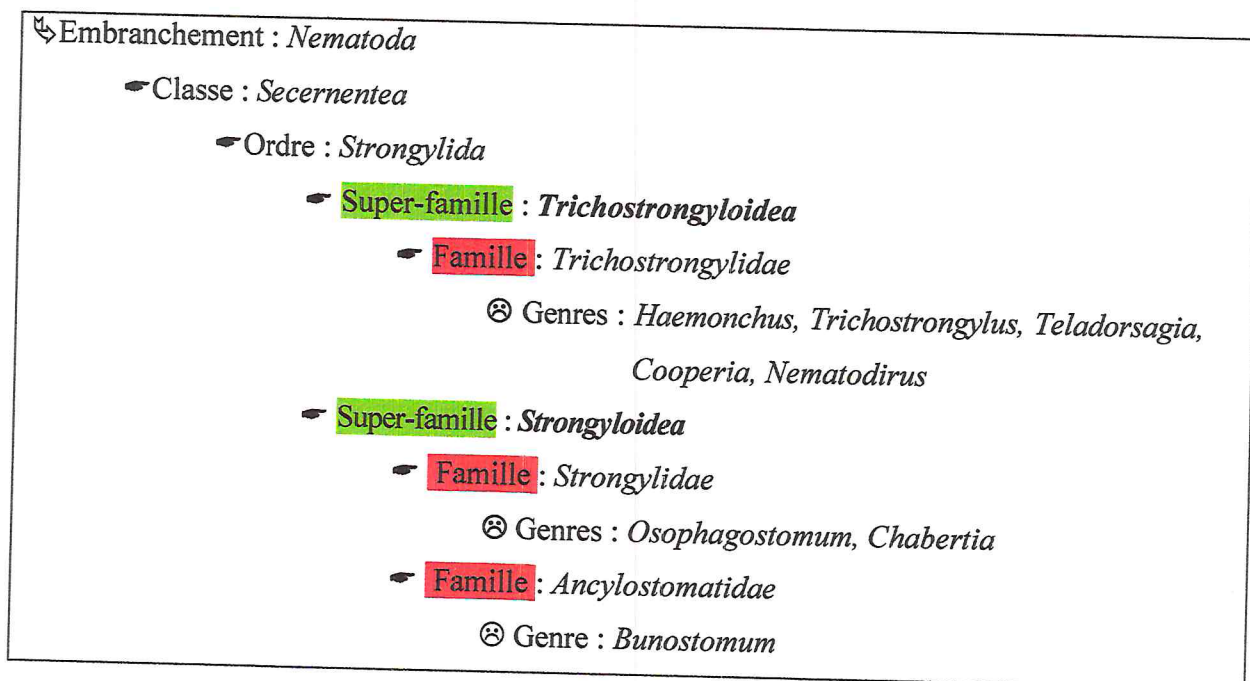 Embranchement : Nematoda
Classe : Secernentea
Ordre : Strongylida
Super-famille : Trichostrongyloidea
Famille : Trichostrongylidae
Genres : Haemonchus, Trichostrongylus, Teladorsagia,
Cooperia, Nematodirus
Super-famille : Strongyloidea
Famille : Strongylidae
Genres : Osophagostomum, Chabertia
Famille : Ancylostomatidae
Genre : Bunostomum